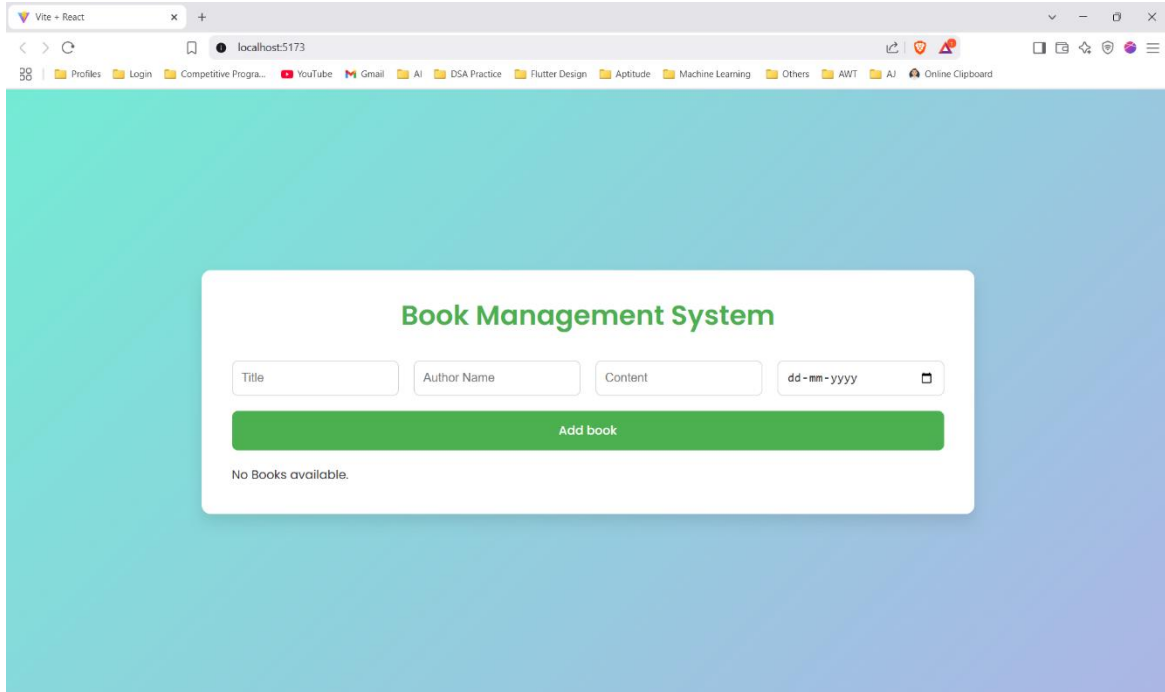 Vite + React
localhost:5173
Profiles Login Competitive Progra... YouTube Gmail AI DSA Practice Flutter Design Aptitude Machine Learning Others AWT AJ Online Clipboard
Book Management System
Title Author Name Content dd-mm-yyyy
Add book
No Books available.